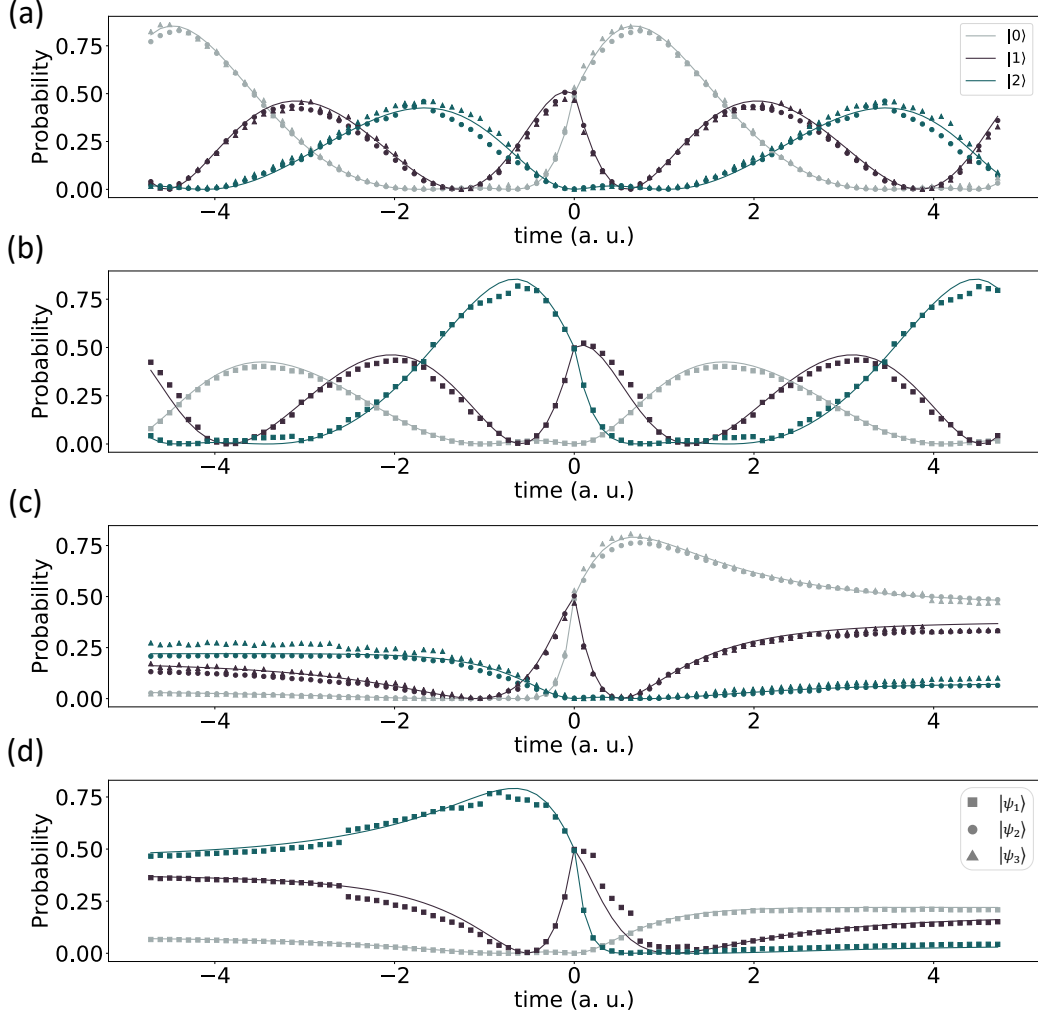 (a)
Probability
0.75
0.50
0.25
0.00
|0⟩
|1⟩
|2⟩
−4 −2 0 2 4
time (a. u.)
(b)
Probability
0.75
0.50
0.25
0.00
−4 −2 0 2 4
time (a. u.)
(c)
Probability
0.75
0.50
0.25
0.00
−4 −2 0 2 4
time (a. u.)
(d)
Probability
0.75
0.50
0.25
0.00
|ψ₁⟩
|ψ₂⟩
|ψ₃⟩
−4 −2 0 2 4
time (a. u.)